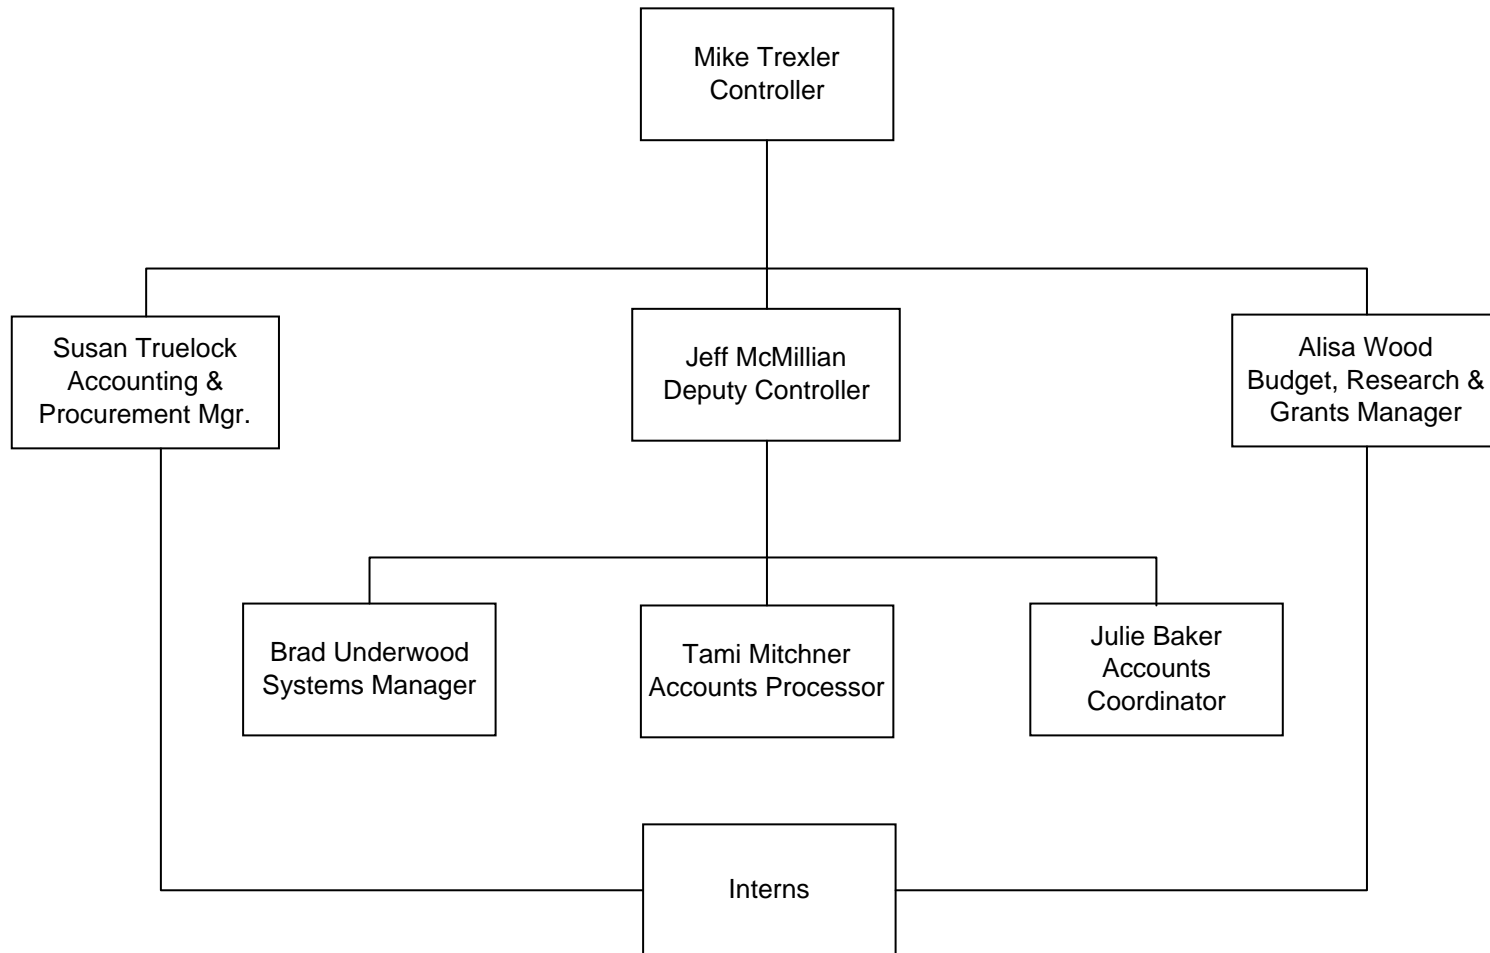 Mike Trexler
Controller
Susan Truelock
Accounting &
Procurement Mgr.
Jeff McMillian
Deputy Controller
Alisa Wood
Budget, Research &
Grants Manager
Brad Underwood
Systems Manager
Tami Mitchner
Accounts Processor
Julie Baker
Accounts
Coordinator
Interns